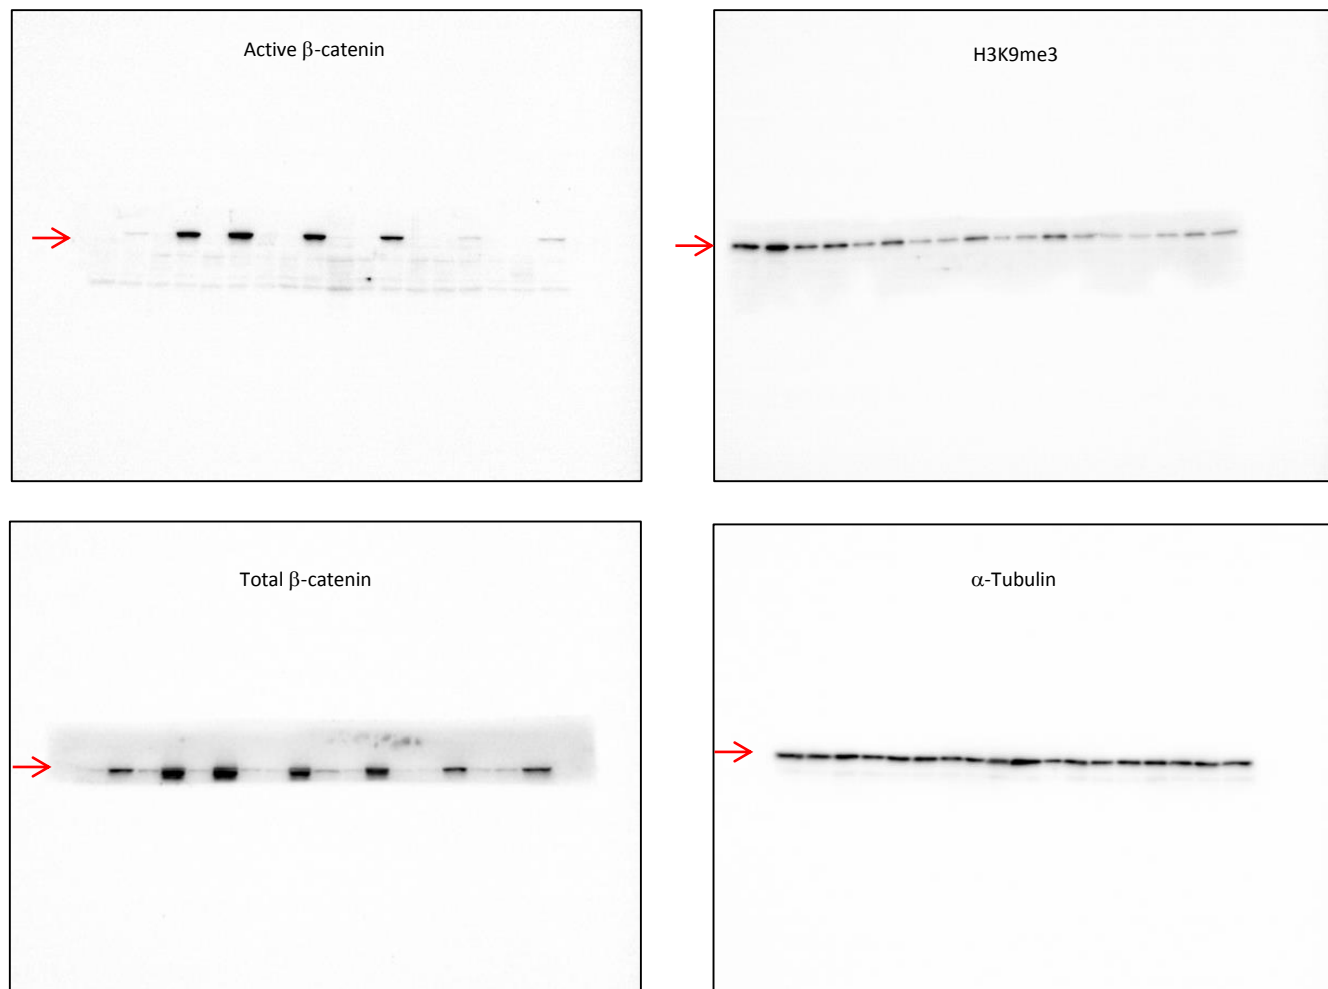 Active β-catenin
H3K9me3
Total β-catenin
α-Tubulin